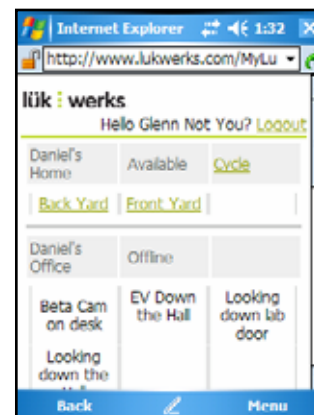 Internet Explorer 1:32
http://www.lukwerks.com/MyLu
lük werks
Hello Glenn Not You? Logout
Daniel's Home Available Cycle
Back Yard Front Yard
Daniel's Office Offline
Beta Cam on desk EV Down the Hall Looking down lab door
Looking down the
Back Menu